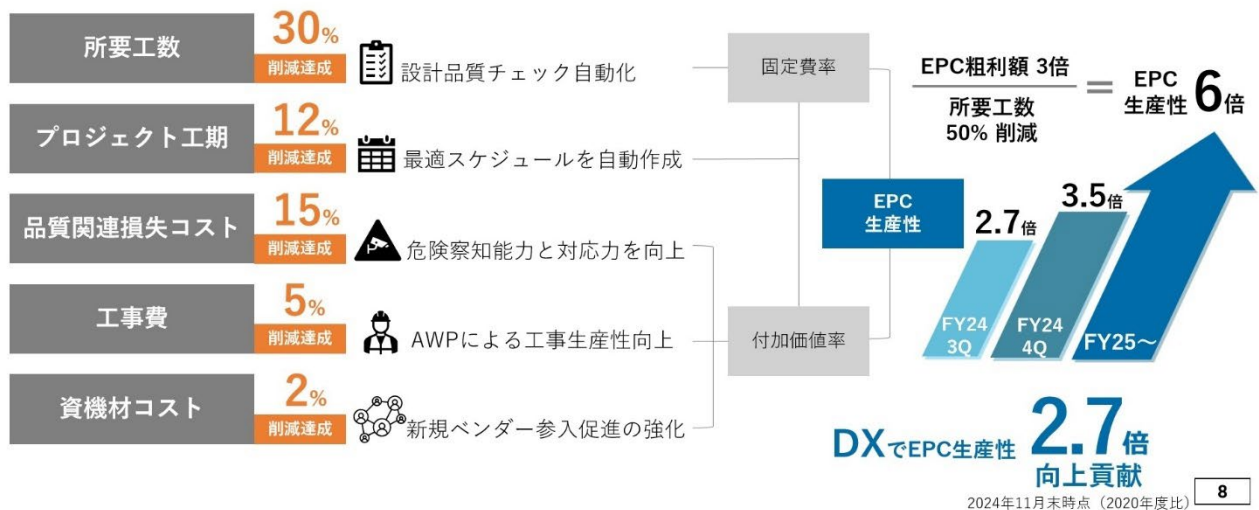 所要工数
30%
削減達成
設計品質チェック自動化
プロジェクト工期
12%
削減達成
最適スケジュールを自動作成
品質関連損失コスト
15%
削減達成
危険察知能力と対応力を向上
工事費
5%
削減達成
AWPによる工事生産性向上
資機材コスト
2%
削減達成
新規ベンダー参入促進の強化
固定費率
付加価値率
EPC
生産性
EPC粗利額 3倍
所要工数
50% 削減
=
EPC
生産性 6倍
2.7倍
3.5倍
FY24
3Q
FY24
4Q
FY25～
DXでEPC生産性 2.7倍
向上貢献
2024年11月末時点（2020年度比）
8